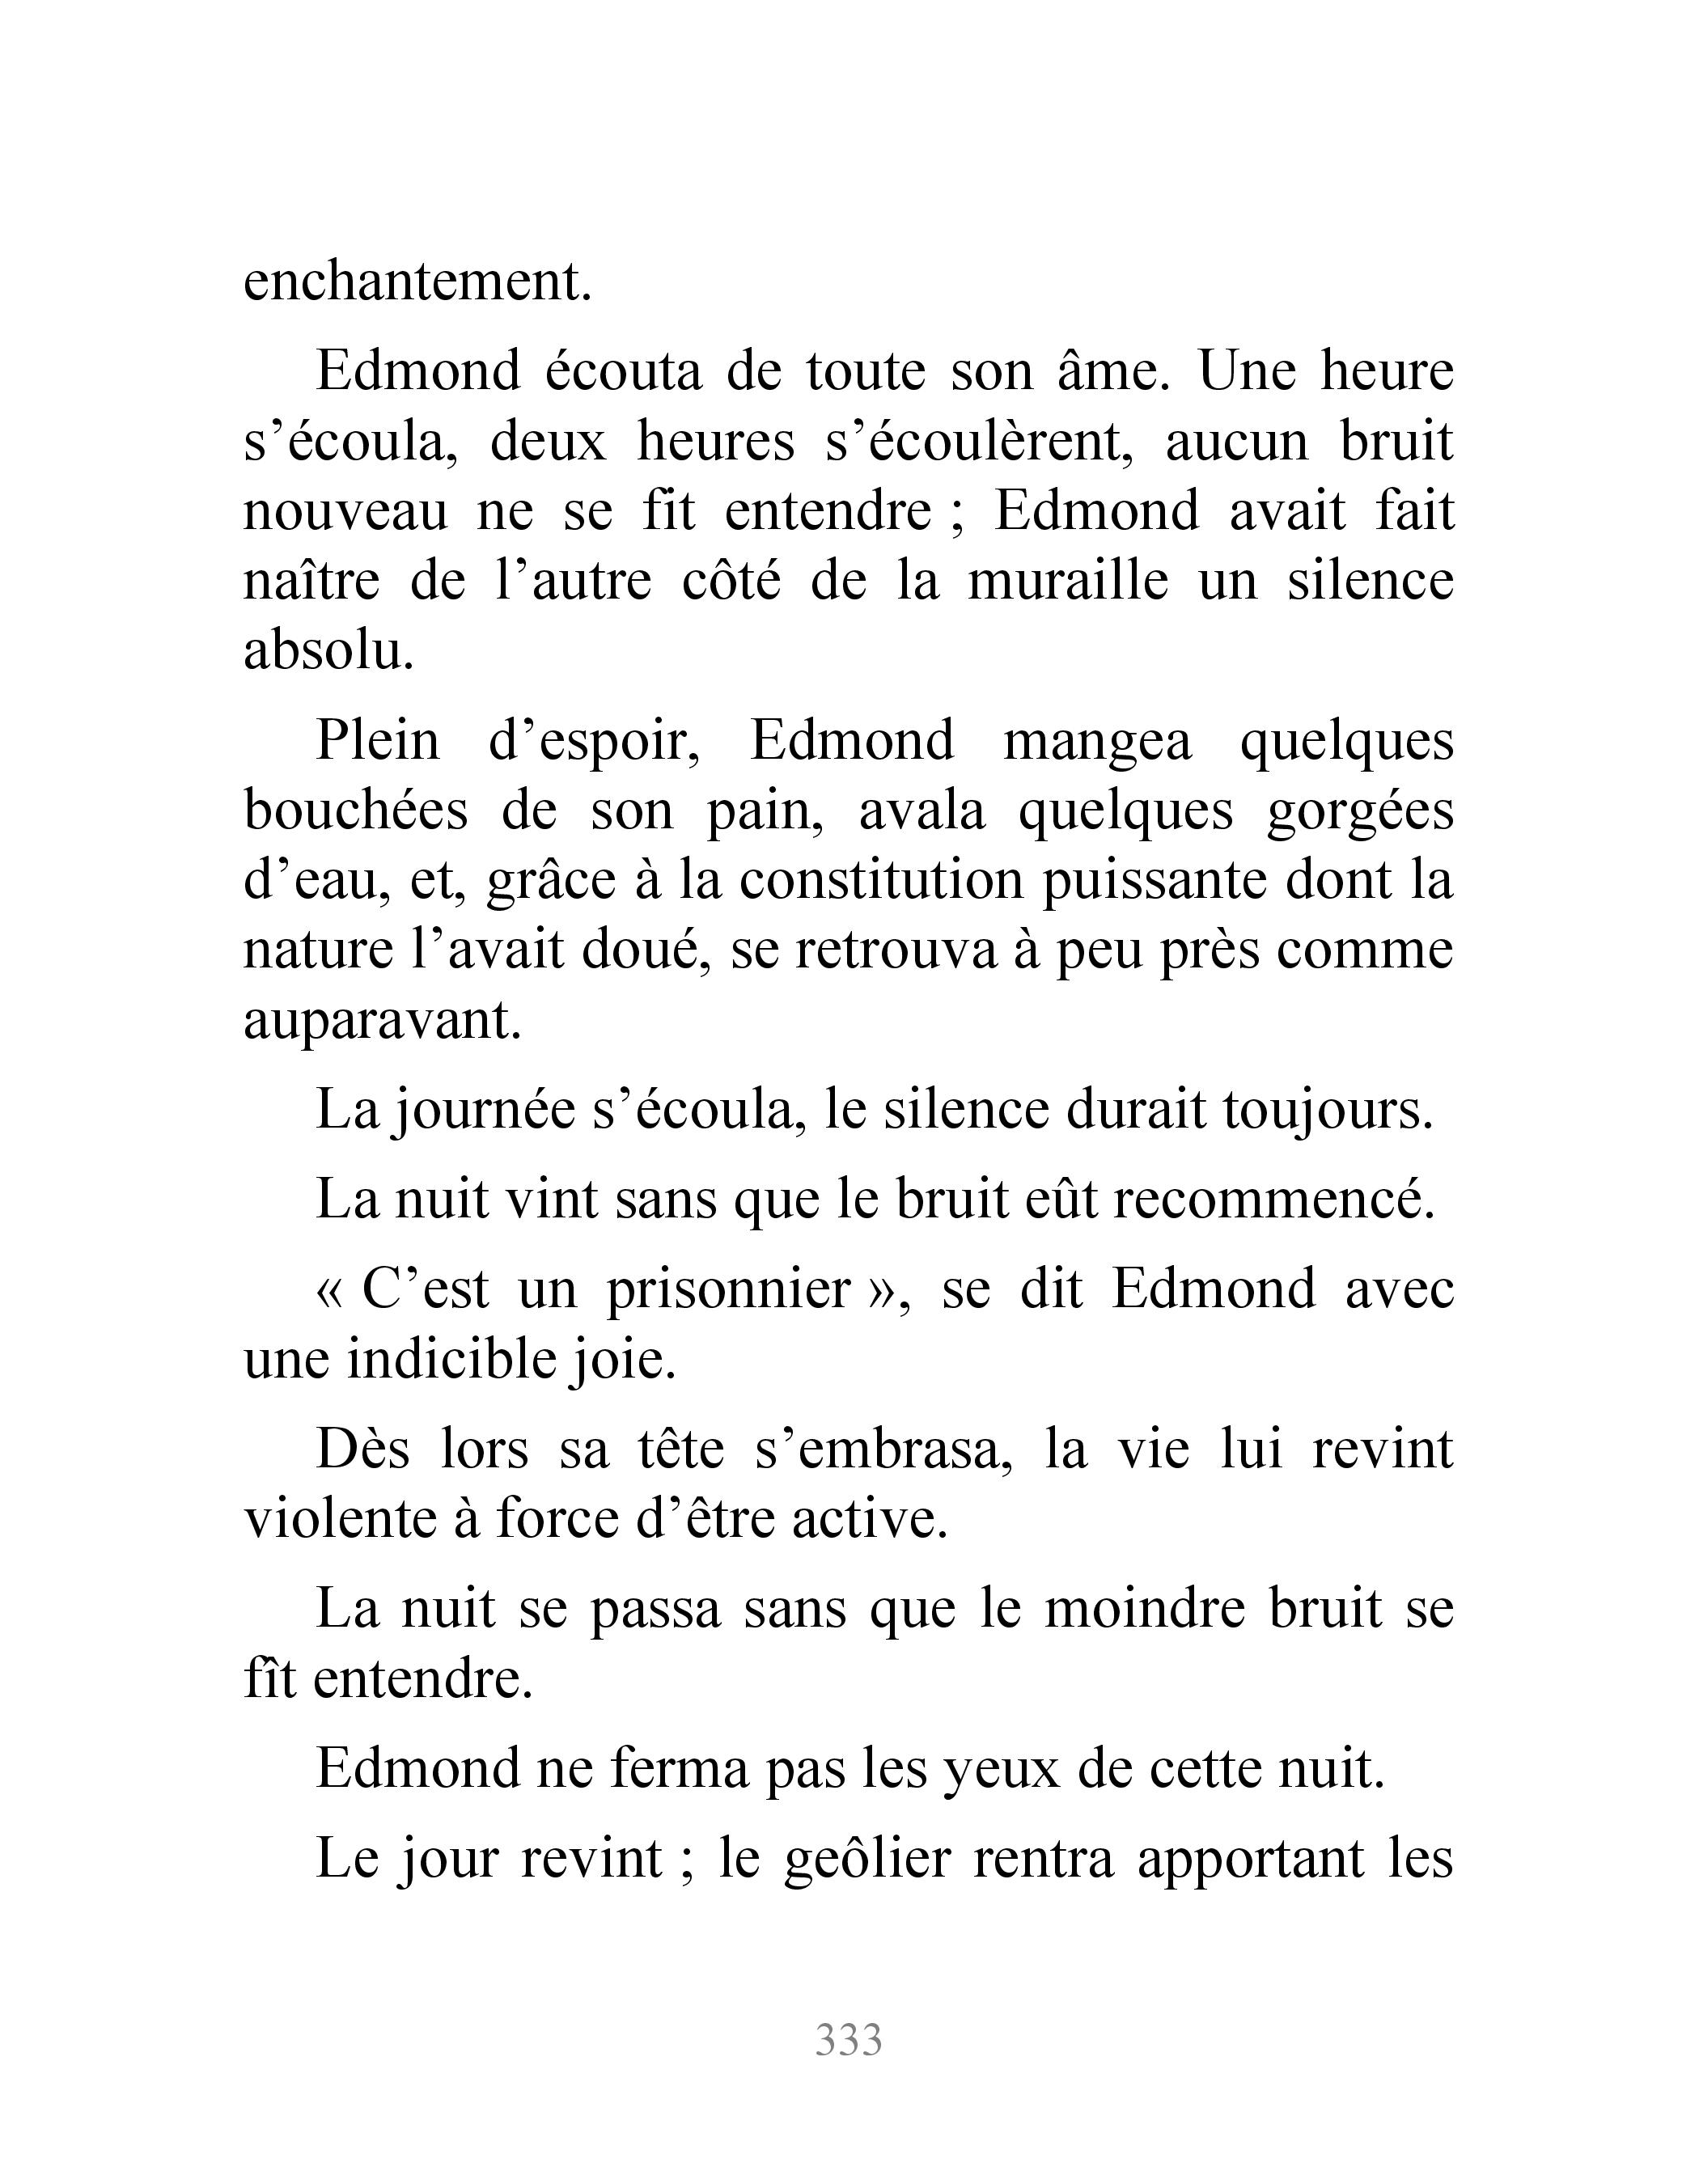 enchantement.
Edmond écouta de toute son âme. Une heure
s’écoula, deux heures s’écoulèrent, aucun bruit
nouveau ne se fit entendre ; Edmond avait fait
naître de l’autre côté de la muraille un silence
absolu.
Plein d’espoir, Edmond mangea quelques
bouchées de son pain, avala quelques gorgées
d’eau, et, grâce à la constitution puissante dont la
nature l’avait doué, se retrouva à peu près comme
auparavant.
La journée s’écoula, le silence durait toujours.
La nuit vint sans que le bruit eût recommencé.
« C’est un prisonnier », se dit Edmond avec
une indicible joie.
Dès lors sa tête s’embrasa, la vie lui revint
violente à force d’être active.
La nuit se passa sans que le moindre bruit se
fît entendre.
Edmond ne ferma pas les yeux de cette nuit.
Le jour revint ; le geôlier rentra apportant les
333